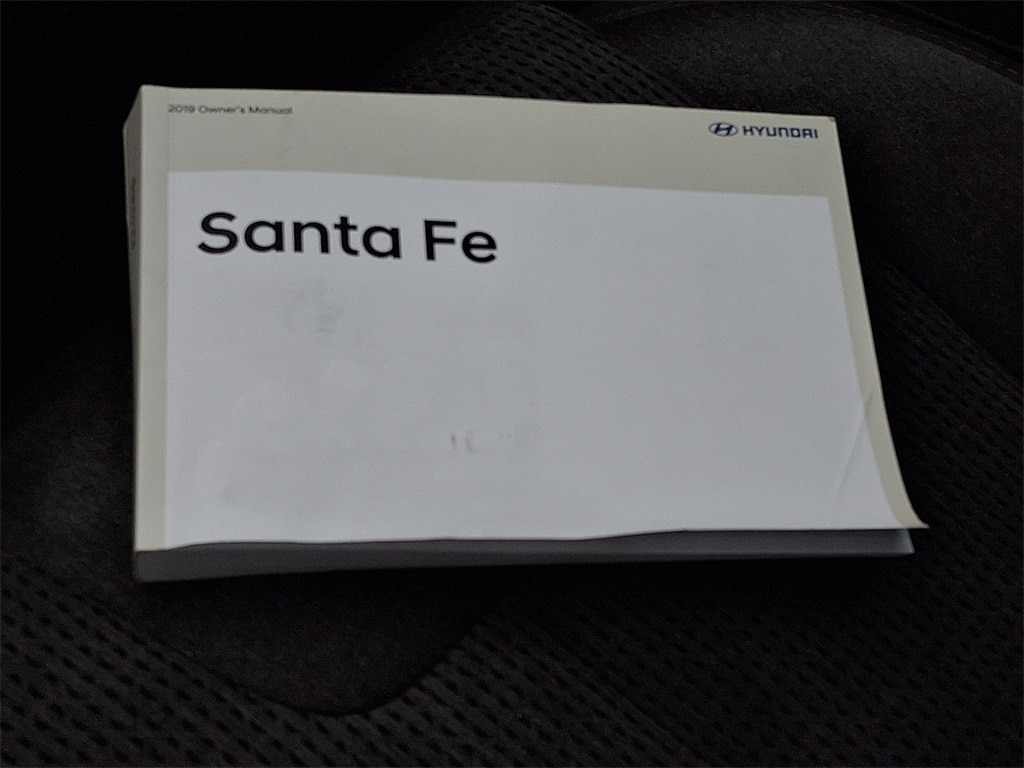 2019 Owner's Manual
HYUNDAI
Santa Fe